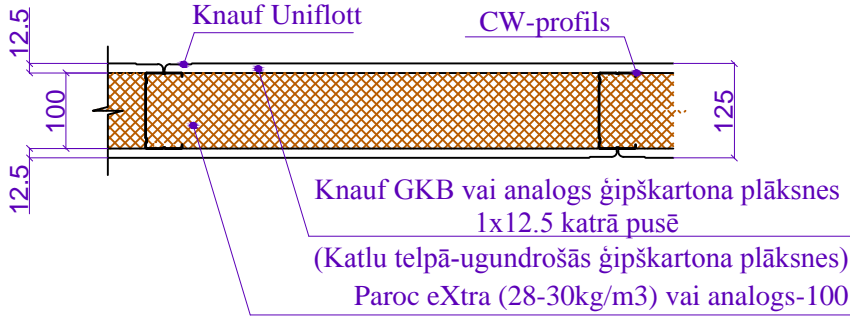 Knauf Uniflott
CW-profils
12.5
100
12.5
125
Knauf GKB vai analogs ģipškartona plāksnes
1x12.5 katrā pusē
(Katlu telpā-ugundrošās ģipškartona plāksnes)
Paroc eXtra (28-30kg/m3) vai analogs-100